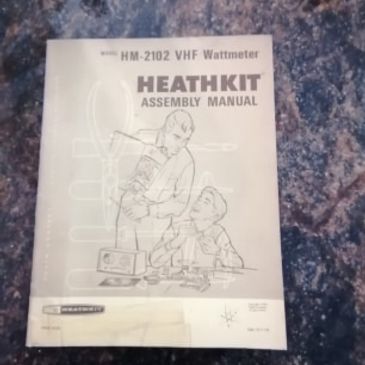 MODEL HM-2102 VHF Wattmeter
HEATHKIT
ASSEMBLY MANUAL
HEATHKIT